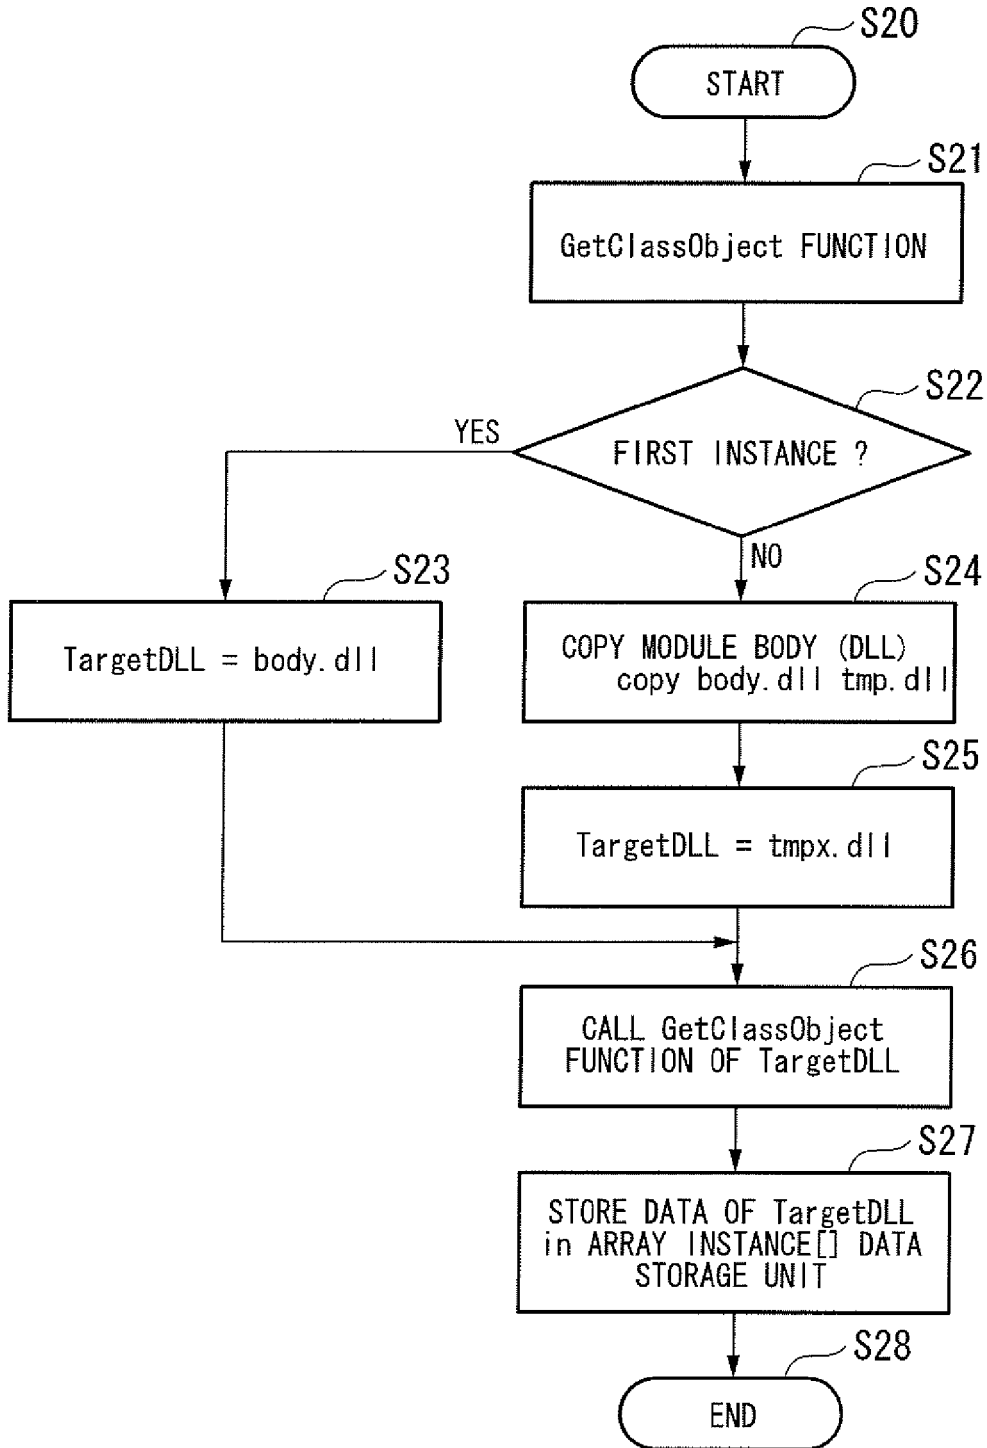 S20
START
S21
GetClassObject FUNCTION
S22
FIRST INSTANCE ?
YES
NO
S23
TargetDLL = body.dll
S24
COPY MODULE BODY (DLL)
copy body.dll tmp.dll
S25
TargetDLL = tmpx.dll
S26
CALL GetClassObject
FUNCTION OF TargetDLL
S27
STORE DATA OF TargetDLL
in ARRAY INSTANCE[] DATA
STORAGE UNIT
S28
END